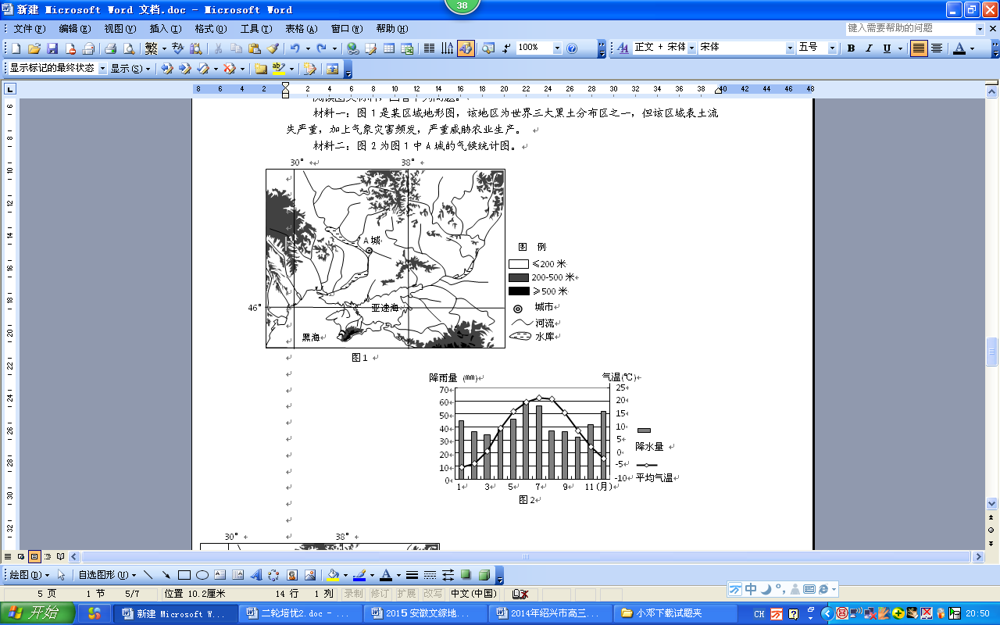 新建 Microsoft Word 文档.doc - Microsoft Word
38
文件(F) 编辑(E) 视图(V) 插入(I) 格式(O) 工具(T) 表格(A) 窗口(W) 帮助(H) 键入需要帮助的问题
100% 正文 + 宋体 宋体 五号 B I U A
显示标记的最终状态 显示(S)
8 6 4 2 2 4 6 8 10 12 14 16 18 20 22 24 26 28 30 32 34 36 38 40 42 44 46 48
阅读图文材料，回答下列问题。
材料一：图 1 是某区域地形图，该地区为世界三大黑土分布区之一，但该区域表土流
失严重，加上气象灾害频发，严重威胁农业生产。
材料二：图 2 为图 1 中 A 城的气候统计图。
30° 38°
A 城
46°
亚速海
黑海
图 例
≤200 米
200-500 米
≥500 米
城市
河流
水库
图 1
降雨量 (mm) 气温(℃)
70 60 50 40 30 20 10 0
25 20 15 10 5 0 -5 -10
1 3 5 7 9 11(月)
降水量
平均气温
图 2
30° 38°
6 8 10 12 14 16 18 20 22 24 26 28 30 32
绘图(D) 自选图形(U)
5 页 1 节 5/7 位置 10.2厘米 14 行 1 列 录制 修订 扩展 改写 中文(中国)
中
开始 新建 Microsoft W... 二轮培优2.doc - ... 2015 安徽文综地... 2014年绍兴市高三... 小邓下载试题夹 CH 20:50